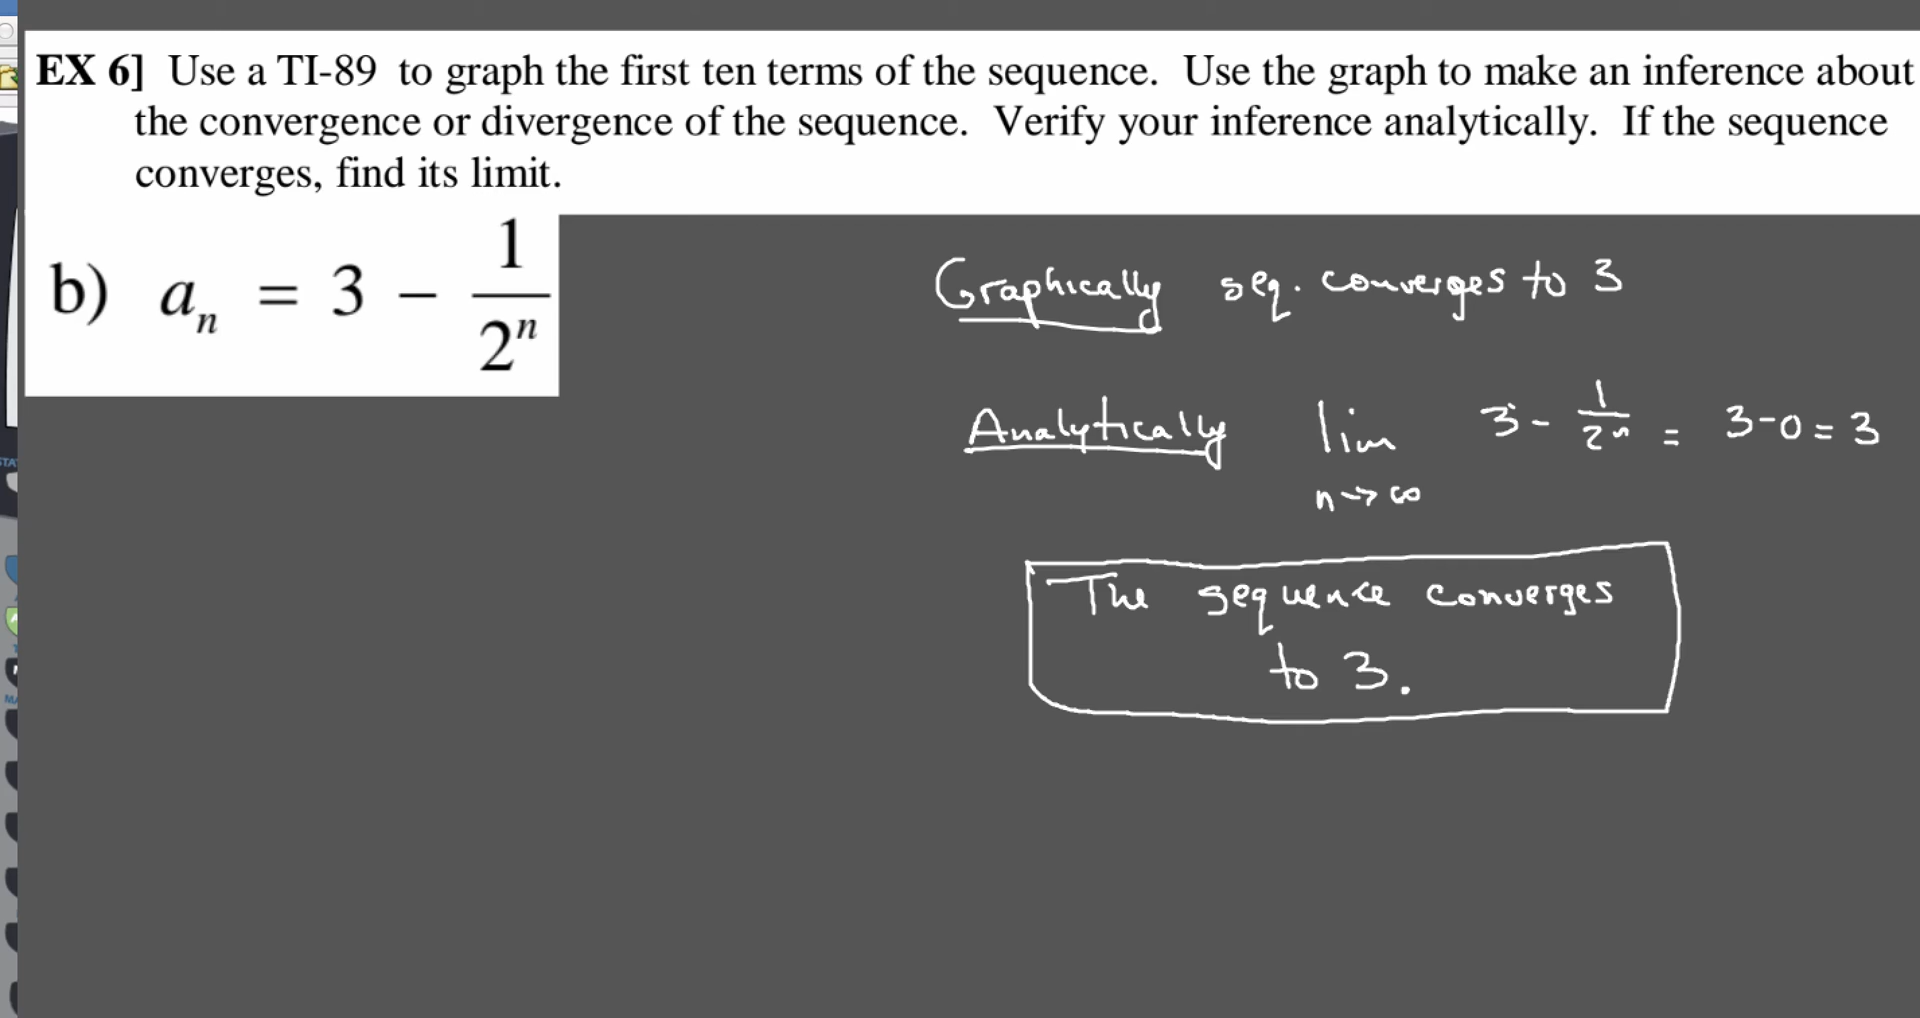 EX 6] Use a TI-89 to graph the first ten terms of the sequence. Use the graph to make an inference about
the convergence or divergence of the sequence. Verify your inference analytically. If the sequence
converges, find its limit.
b) aₙ = 3 − 1/2ⁿ
Graphically seq. converges to 3
Analytically lim n→∞ 3 - 1/2ⁿ = 3-0=3
The sequence converges
to 3.